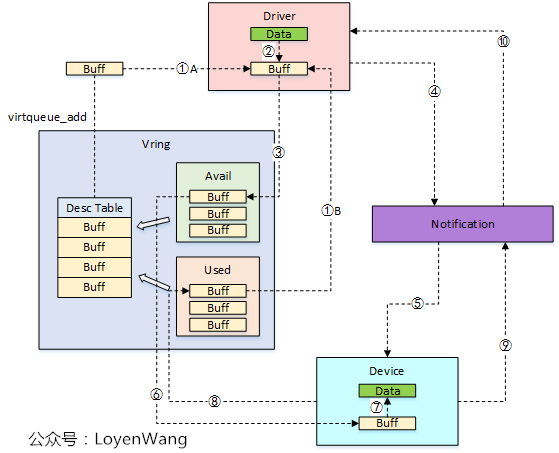 Driver
Data
②
⑩
Buff
①A
Buff
④
virtqueue_add
Vring
③
Avail
Desc Table
Buff
①B
Buff
Buff
Notification
Buff
Buff
Used
Buff
Buff
Buff
Buff
Buff
⑤
⑨
Device
Data
⑥
⑧
⑦
Buff
公众号：LoyenWang